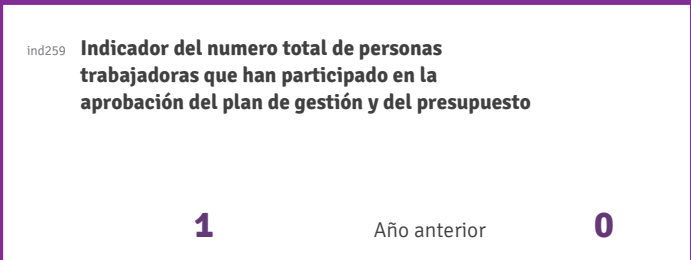 ind259 Indicador del numero total de personas
trabajadoras que han participado en la
aprobación del plan de gestión y del presupuesto
1 Año anterior 0